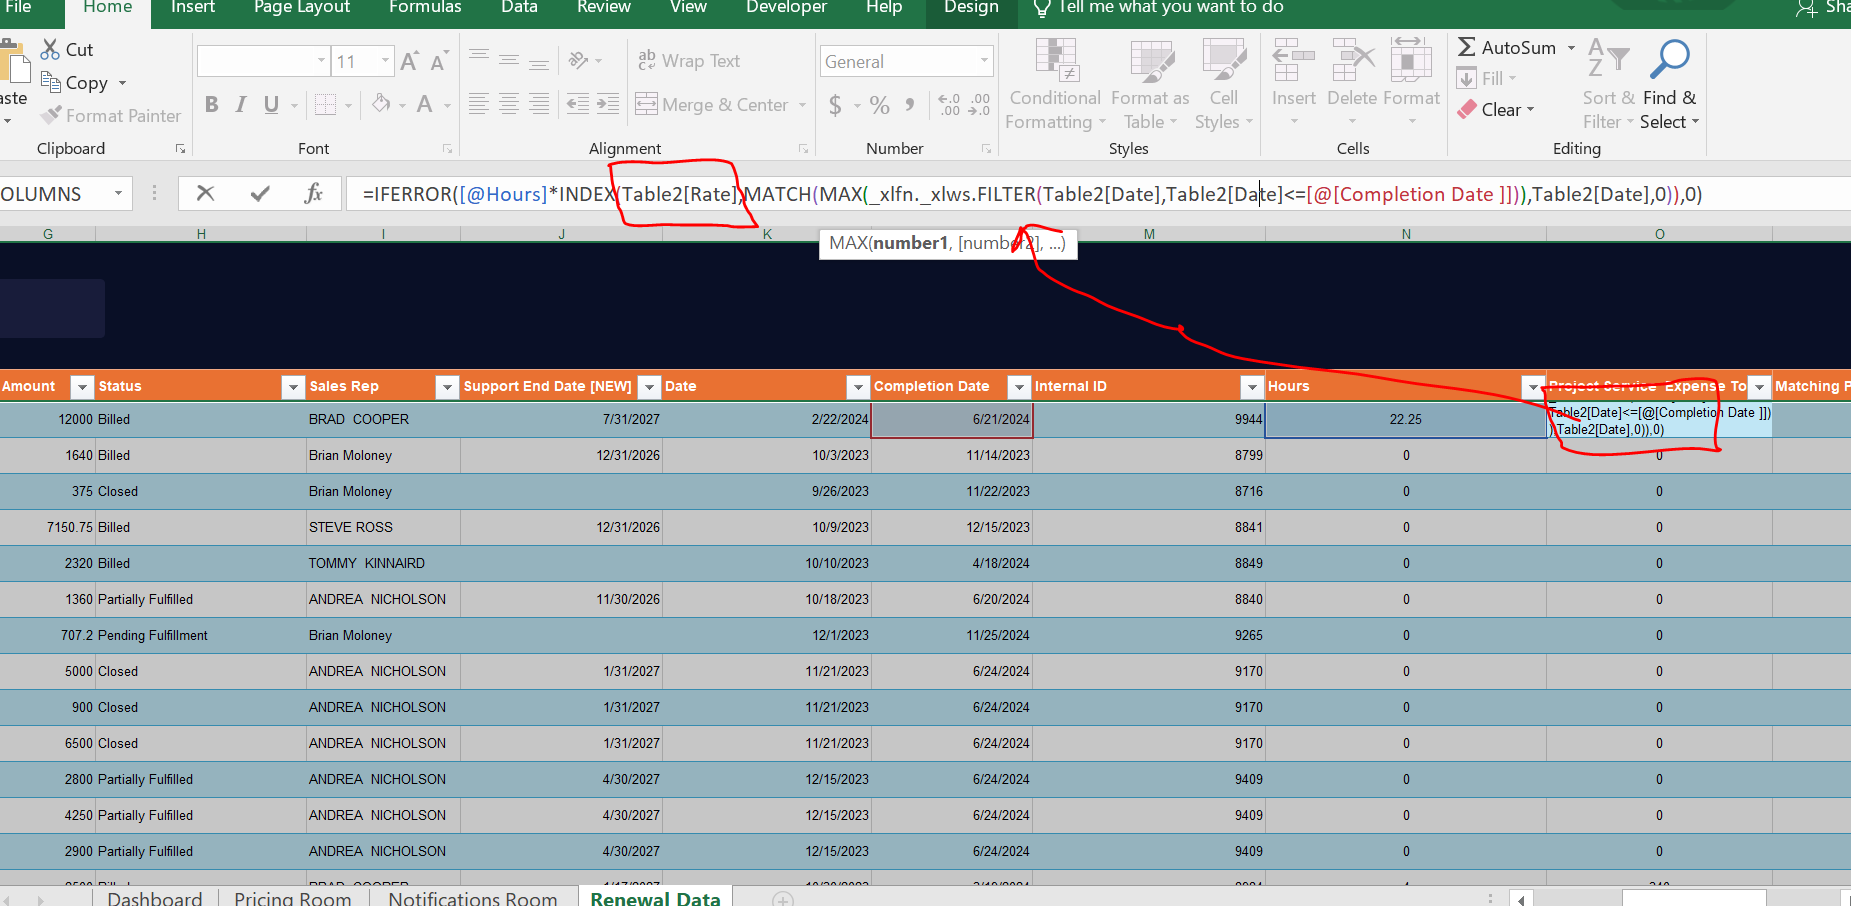 File Home Insert Page Layout Formulas Data Review View Developer Help Design Tell me what you want to do
Cut
Copy
Format Painter
Clipboard
11
B I U
Font
Wrap Text
Merge & Center
Alignment
General
$ % ,
Number
Conditional Formatting
Format as Table
Cell Styles
Styles
Insert Delete Format
Cells
AutoSum
Fill
Clear
Sort & Filter
Find & Select
Editing
OLUMNS
fx
=IFERROR([@Hours]*INDEX(Table2[Rate],MATCH(MAX(_xlfn._xlws.FILTER(Table2[Date],Table2[Date]<=[@[Completion Date ]])),Table2[Date],0)),0)
G H I J K M N O
MAX(number1, [number2], ...)
Amount Status Sales Rep Support End Date [NEW] Date Completion Date Internal ID Hours Project Service Expense To Matching P
12000 Billed BRAD COOPER 7/31/2027 2/22/2024 6/21/2024 9944 22.25
Table2[Date]<=[@[Completion Date ]])
),Table2[Date],0)),0)
1640 Billed Brian Moloney 12/31/2026 10/3/2023 11/14/2023 8799 0 0
375 Closed Brian Moloney 9/26/2023 11/22/2023 8716 0 0
7150.75 Billed STEVE ROSS 12/31/2026 10/9/2023 12/15/2023 8841 0 0
2320 Billed TOMMY KINNAIRD 10/10/2023 4/18/2024 8849 0 0
1360 Partially Fulfilled ANDREA NICHOLSON 11/30/2026 10/18/2023 6/20/2024 8840 0 0
707.2 Pending Fulfillment Brian Moloney 12/1/2023 11/25/2024 9265 0 0
5000 Closed ANDREA NICHOLSON 1/31/2027 11/21/2023 6/24/2024 9170 0 0
900 Closed ANDREA NICHOLSON 1/31/2027 11/21/2023 6/24/2024 9170 0 0
6500 Closed ANDREA NICHOLSON 1/31/2027 11/21/2023 6/24/2024 9170 0 0
2800 Partially Fulfilled ANDREA NICHOLSON 4/30/2027 12/15/2023 6/24/2024 9409 0 0
4250 Partially Fulfilled ANDREA NICHOLSON 4/30/2027 12/15/2023 6/24/2024 9409 0 0
2900 Partially Fulfilled ANDREA NICHOLSON 4/30/2027 12/15/2023 6/24/2024 9409 0 0
Dashboard Pricing Room Notifications Room Renewal Data